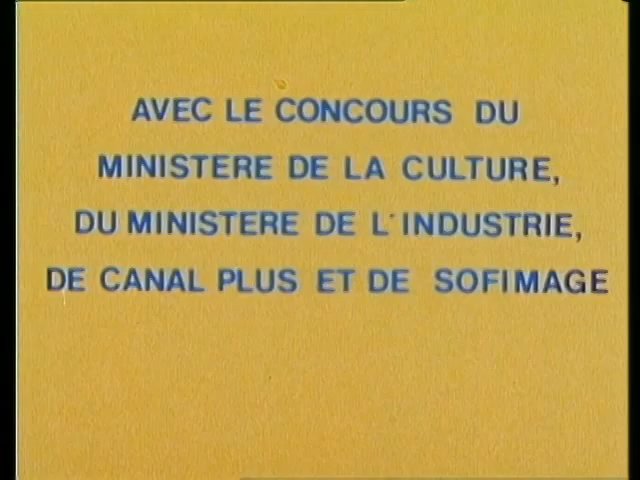 AVEC LE CONCOURS DU
MINISTERE DE LA CULTURE,
DU MINISTERE DE L'INDUSTRIE,
DE CANAL PLUS ET DE SOFIMAGE